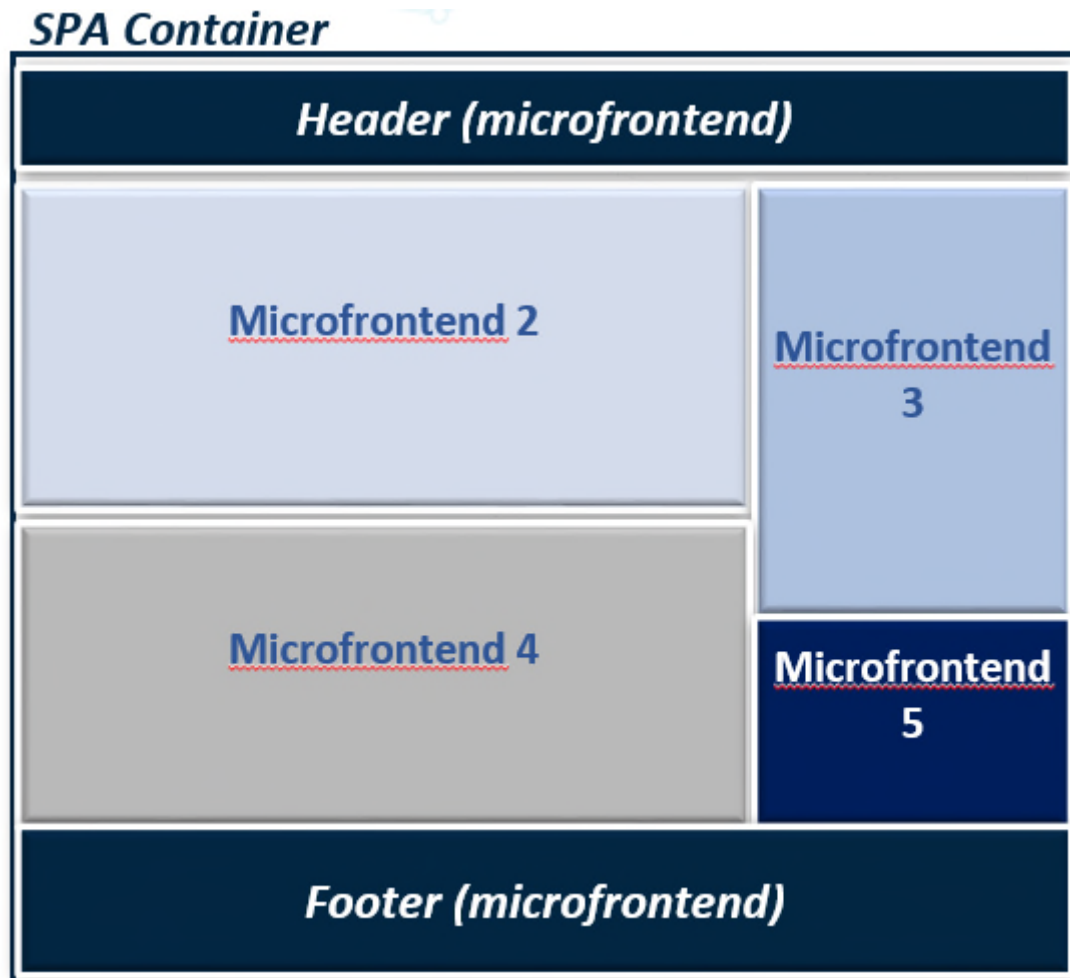 SPA Container
Header (microfrontend)
Microfrontend 2
Microfrontend
3
Microfrontend 4
Microfrontend
5
Footer (microfrontend)